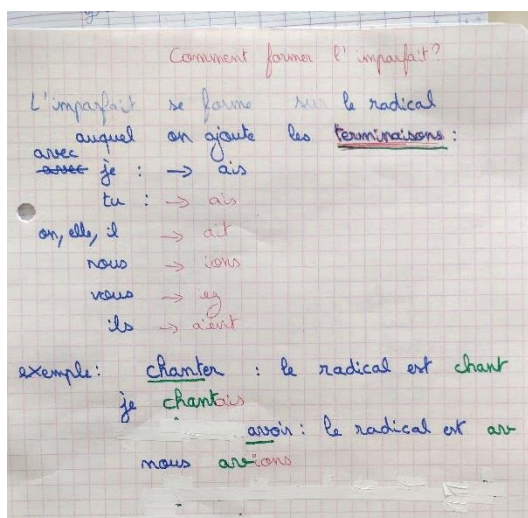 Comment former l'imparfait?
L'imparfait se forme sur le radical
auquel on ajoute les terminaisons :
avec
avec je : → ais
tu : → ais
on, elle, il → ait
nous → ions
vous → iez
ils → aient
exemple : chanter : le radical est chant
je chantais
avoir : le radical est av
nous avions